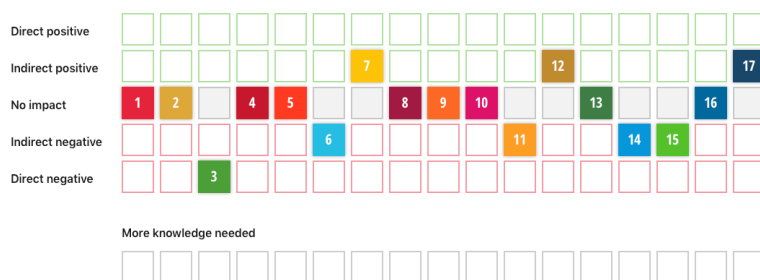 Direct positive
Indirect positive 7 12 17
No impact 1 2 4 5 8 9 10 13 16
Indirect negative 6 11 14 15
Direct negative 3
More knowledge needed